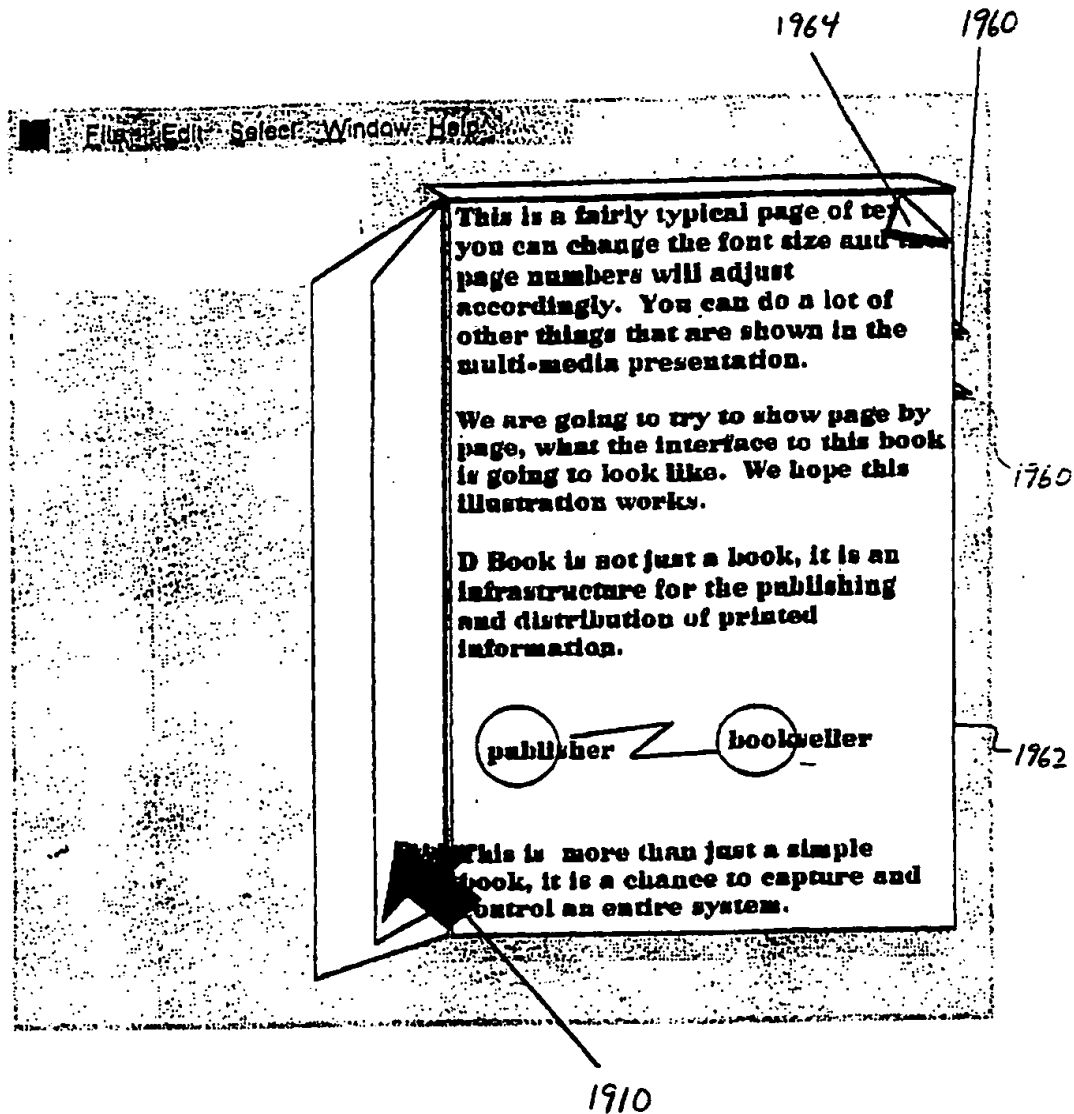 1964 1960
File Edit Select Window Help
This is a fairly typical page of
you can change the font size and
page numbers will adjust
accordingly. You can do a lot of
other things that are shown in the
multi-media presentation.
We are going to try to show page by
page, what the interface to this book
is going to look like. We hope this
illustration works.
1960
D Book is not just a book, it is an
infrastructure for the publishing
and distribution of printed
information.
publisher bookseller
1962
This is more than just a simple
book, it is a chance to capture and
control an entire system.
1910